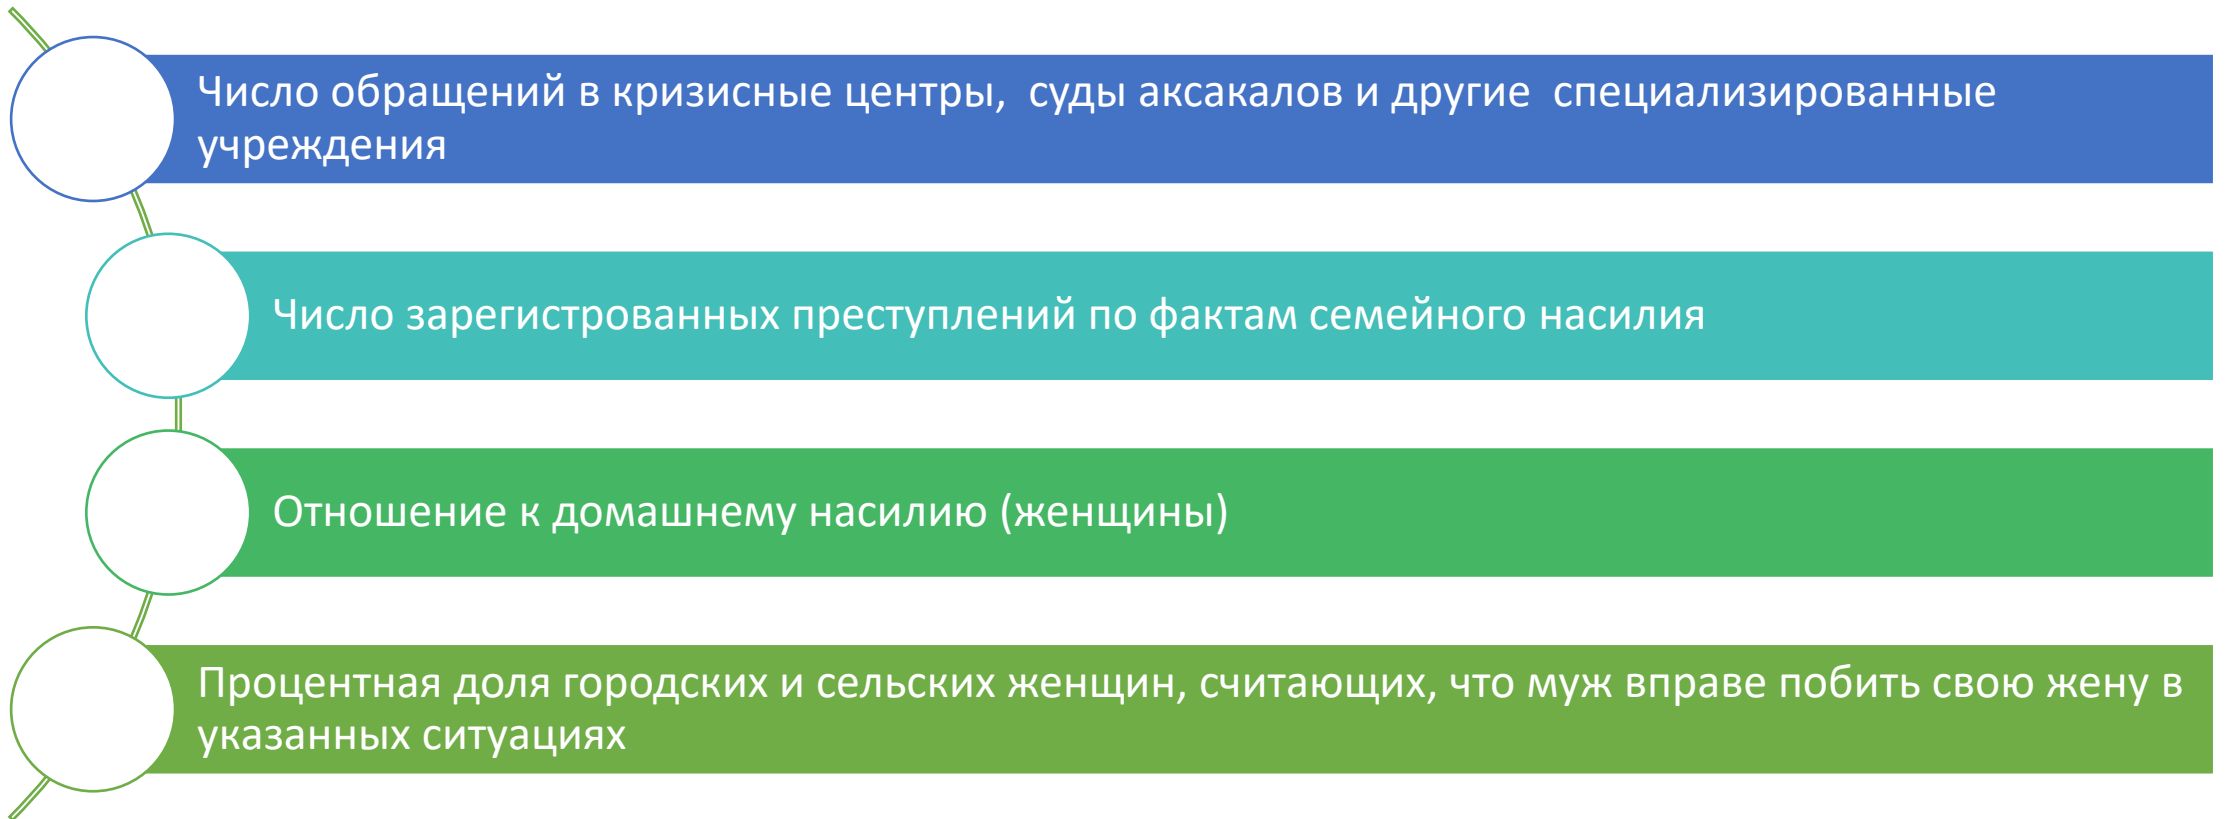 Число обращений в кризисные центры,  суды аксакалов и другие  специализированные
учреждения
Число зарегистрованных преступлений по фактам семейного насилия
Отношение к домашнему насилию (женщины)
Процентная доля городских и сельских женщин, считающих, что муж вправе побить свою жену в
указанных ситуациях